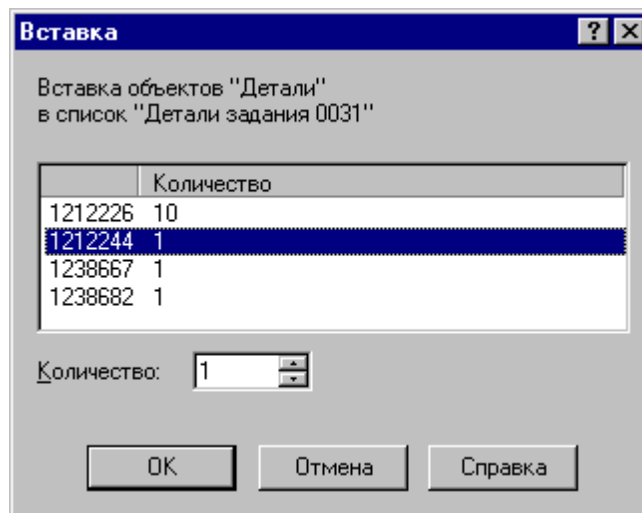 Вставка
Вставка объектов "Детали"
в список "Детали задания 0031"
Количество
1212226 10
1212244 1
1238667 1
1238682 1
Количество: 1
OK Отмена Справка